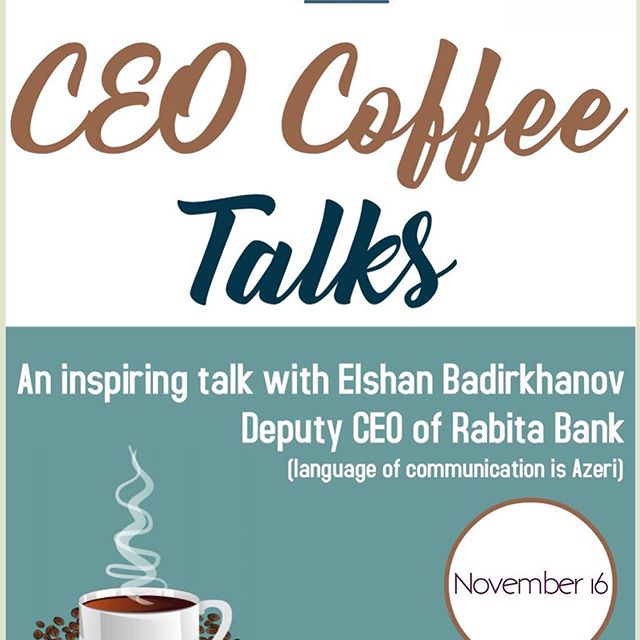 CEO Coffee
Talks
An inspiring talk with Elshan Badirkhanov
Deputy CEO of Rabita Bank
(language of communication is Azeri)
November 16